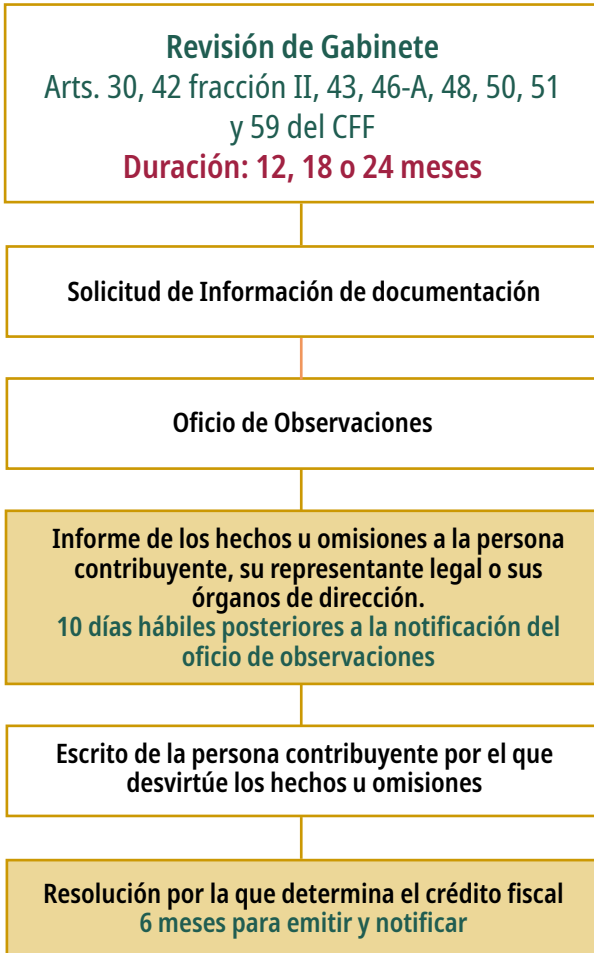 Revisión de Gabinete
Arts. 30, 42 fracción II, 43, 46-A, 48, 50, 51
y 59 del CFF
Duración: 12, 18 o 24 meses
Solicitud de Información de documentación
Oficio de Observaciones
Informe de los hechos u omisiones a la persona
contribuyente, su representante legal o sus
órganos de dirección.
10 días hábiles posteriores a la notificación del
oficio de observaciones
Escrito de la persona contribuyente por el que
desvirtúe los hechos u omisiones
Resolución por la que determina el crédito fiscal
6 meses para emitir y notificar